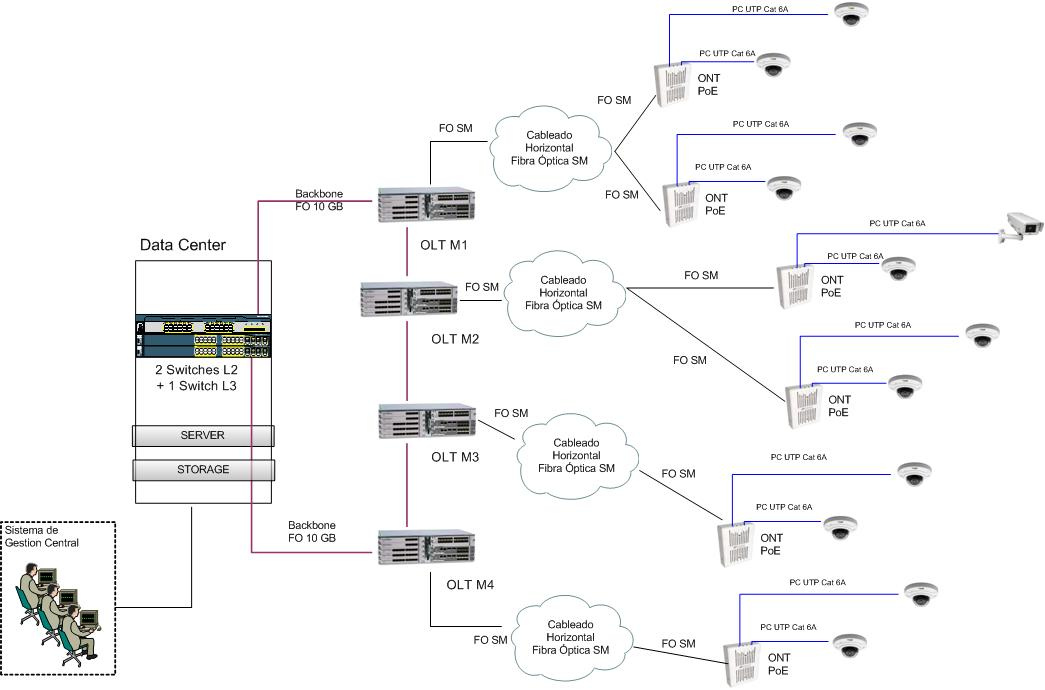 PC UTP Cat 6A
PC UTP Cat 6A
ONT
PoE
FO SM
FO SM
Cableado
Horizontal
Fibra Óptica SM
PC UTP Cat 6A
PC UTP Cat 6A
FO SM
ONT
PoE
Backbone
FO 10 GB
OLT M1
Data Center
PC UTP Cat 6A
PC UTP Cat 6A
FO SM
FO SM
Cableado
Horizontal
Fibra Óptica SM
ONT
PoE
OLT M2
PC UTP Cat 6A
FO SM
PC UTP Cat 6A
2 Switches L2
+ 1 Switch L3
ONT
PoE
FO SM
SERVER
Cableado
Horizontal
Fibra Óptica SM
OLT M3
PC UTP Cat 6A
STORAGE
FO SM
PC UTP Cat 6A
Backbone
FO 10 GB
Sistema de
Gestion Central
ONT
PoE
OLT M4
PC UTP Cat 6A
Cableado
Horizontal
Fibra Óptica SM
PC UTP Cat 6A
FO SM
FO SM
ONT
PoE